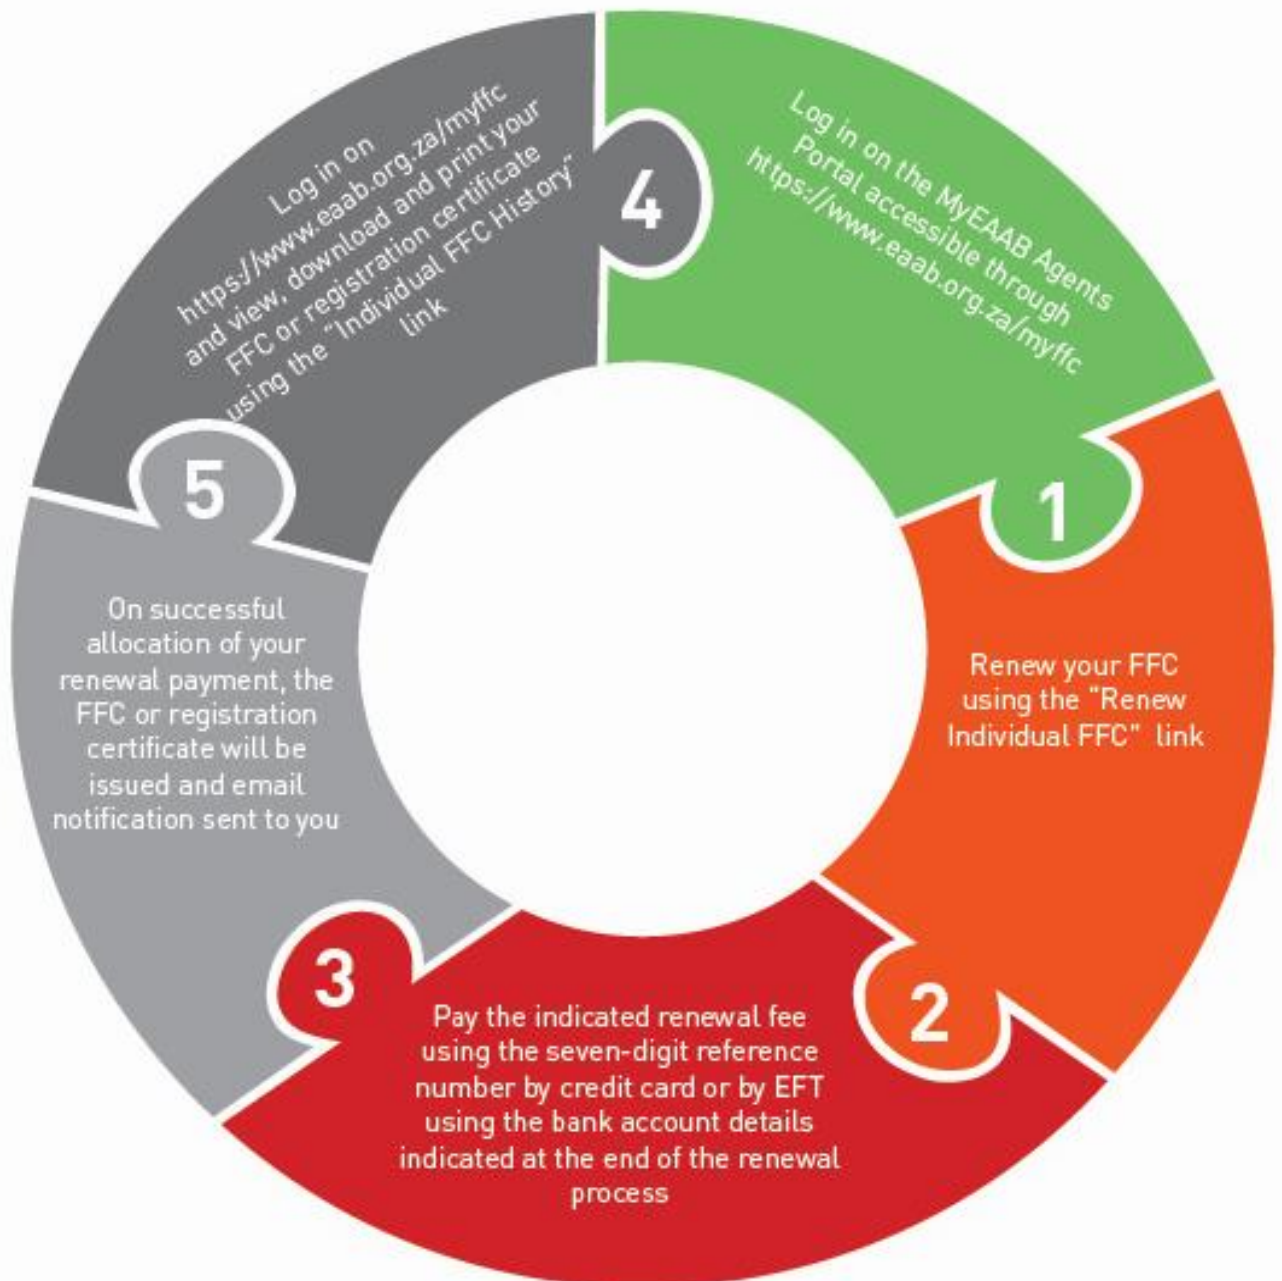 Log in on the MyEAAB Agents
Portal accessible through
https://www.eaab.org.za/myffc
1
Renew your FFC
using the "Renew
Individual FFC" link
2
Pay the indicated renewal fee
using the seven-digit reference
number by credit card or by EFT
using the bank account details
indicated at the end of the renewal
process
3
On successful
allocation of your
renewal payment, the
FFC or registration
certificate will be
issued and email
notification sent to you
5
Log in on
https://www.eaab.org.za/myffc
and view, download and print your
FFC or registration certificate
using the "Individual FFC History"
link
4